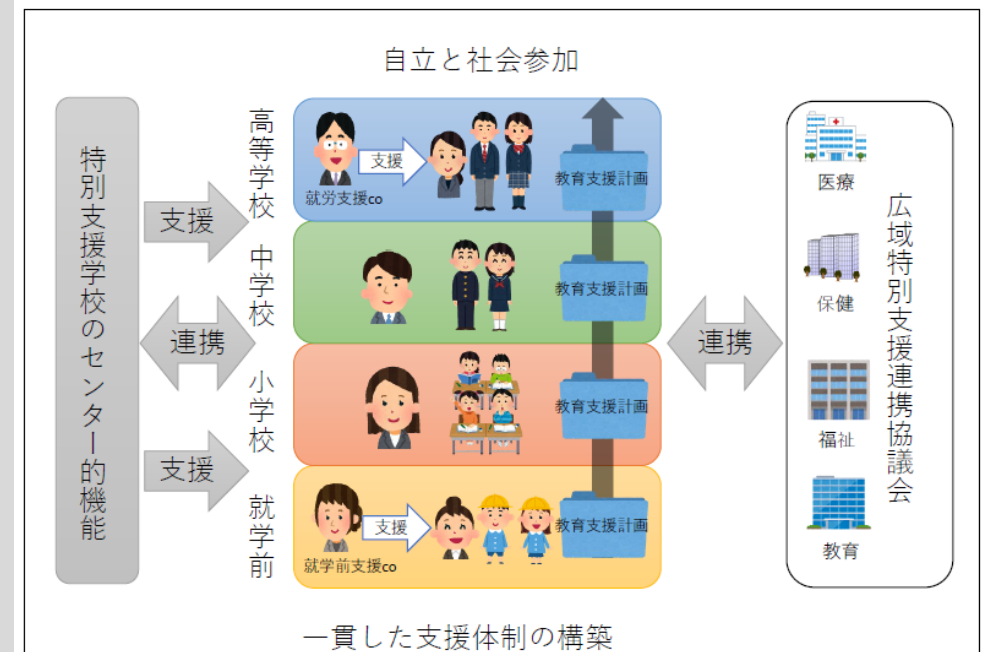 自立と社会参加
特別支援学校のセンター的機能
支援
連携
支援
高等学校
中学校
小学校
就学前
支援
就労支援co
教育支援計画
教育支援計画
教育支援計画
支援
就学前支援co
教育支援計画
連携
医療
保健
福祉
教育
広域特別支援連携協議会
一貫した支援体制の構築